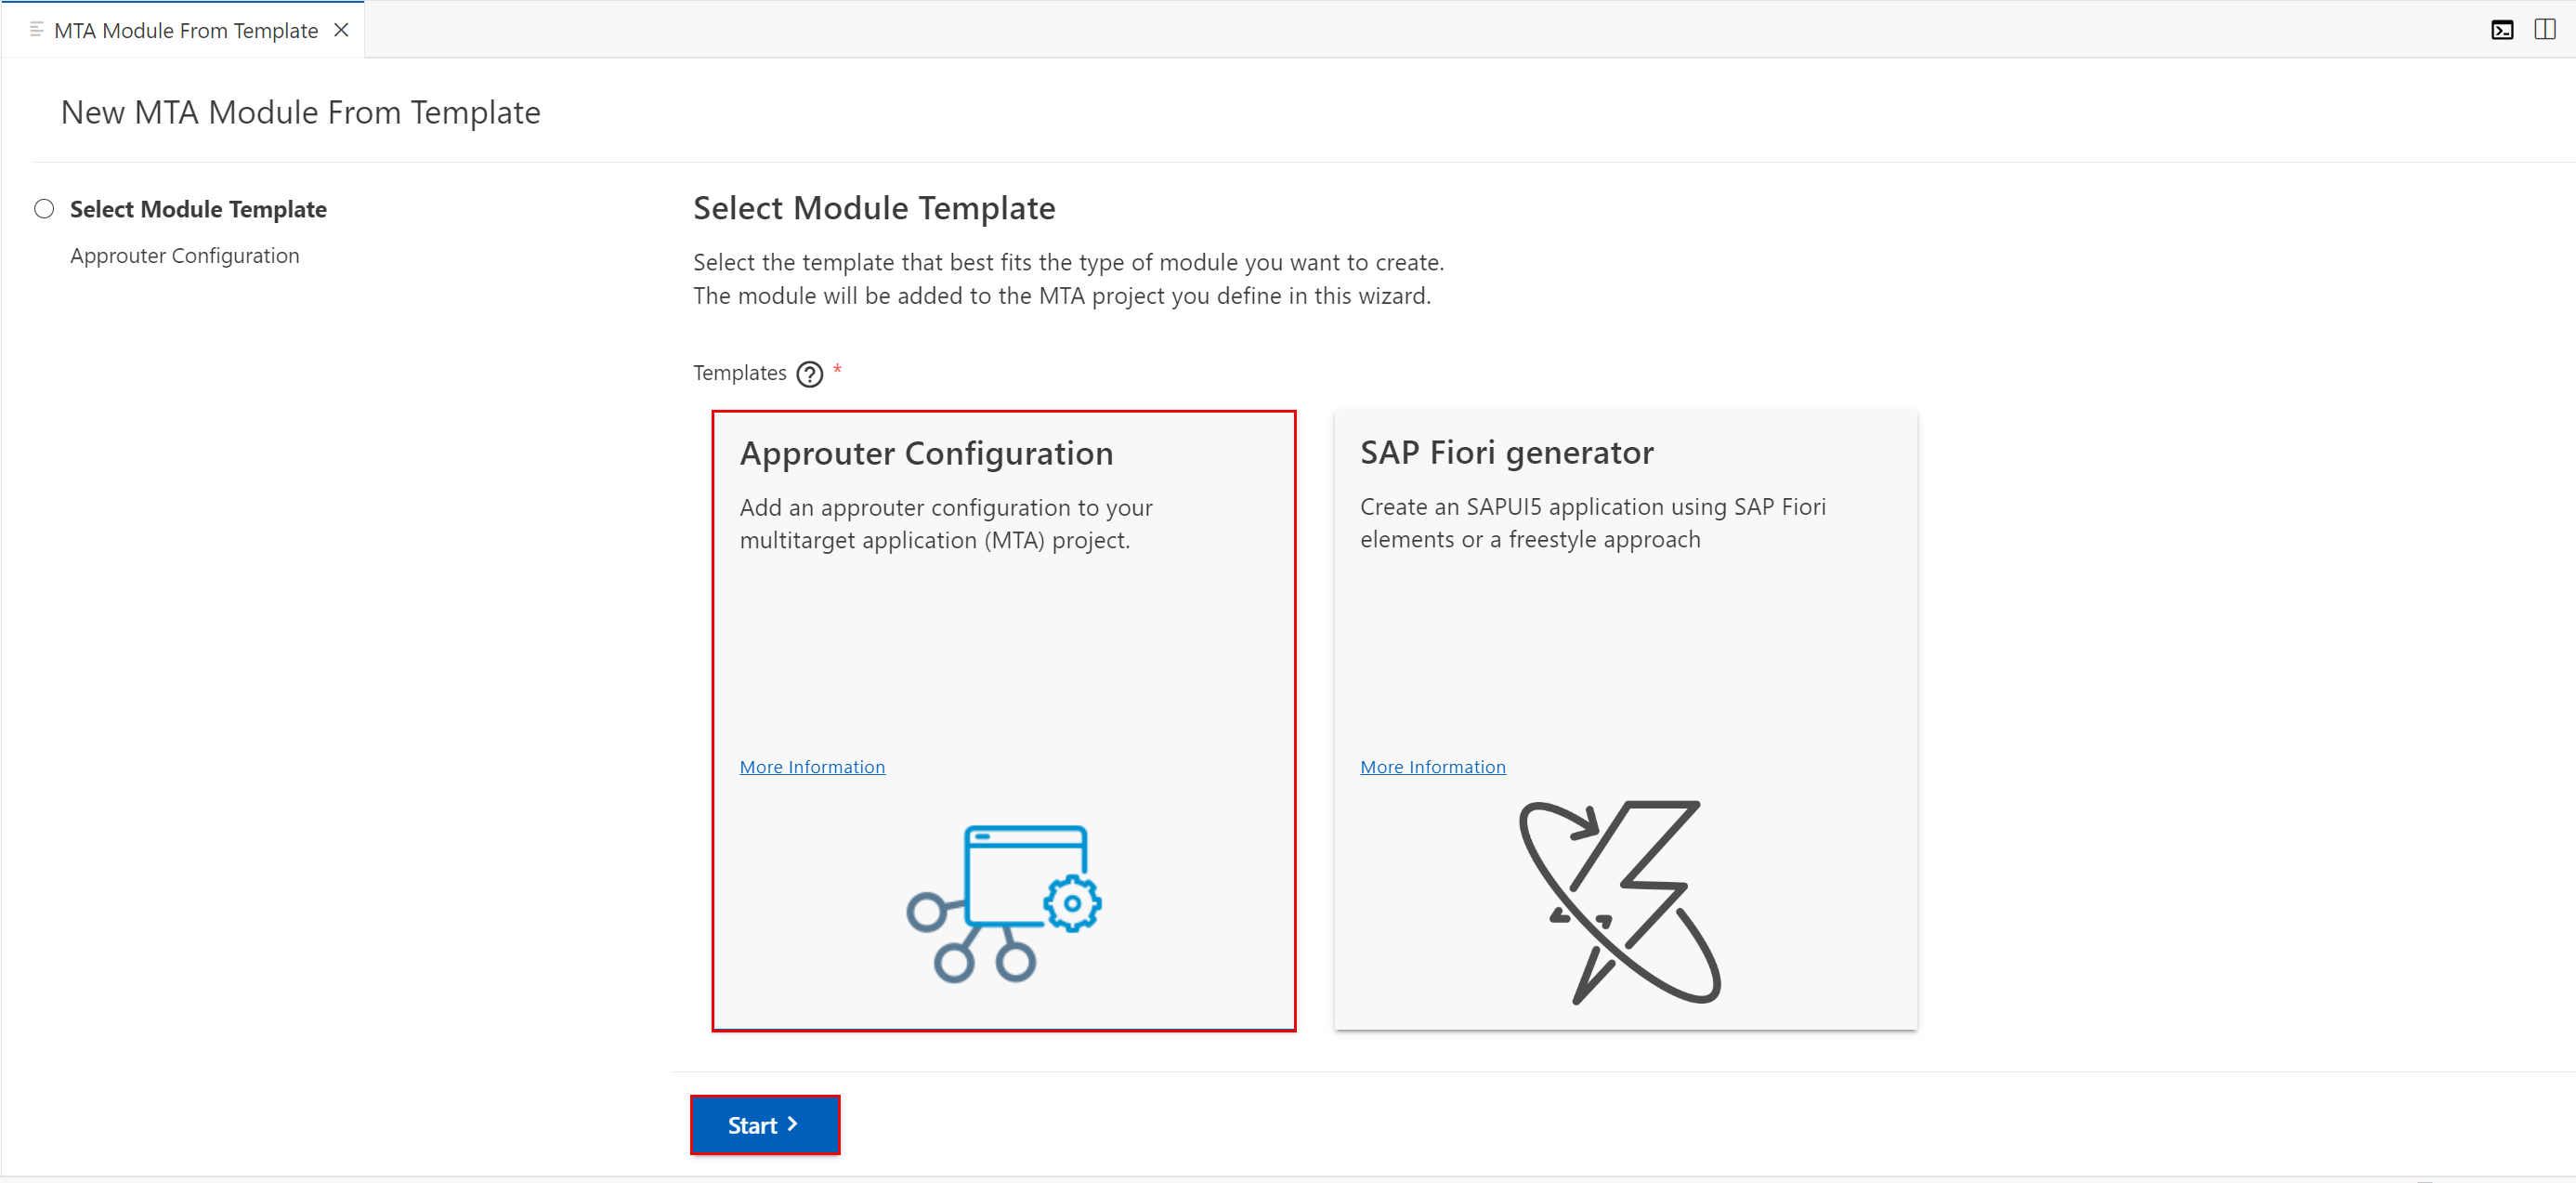 MTA Module From Template
New MTA Module From Template
Select Module Template
Approuter Configuration
Select Module Template
Select the template that best fits the type of module you want to create.
The module will be added to the MTA project you define in this wizard.
Templates ? *
Approuter Configuration
Add an approuter configuration to your
multitarget application (MTA) project.
More Information
SAP Fiori generator
Create an SAPUI5 application using SAP Fiori
elements or a freestyle approach
More Information
Start >